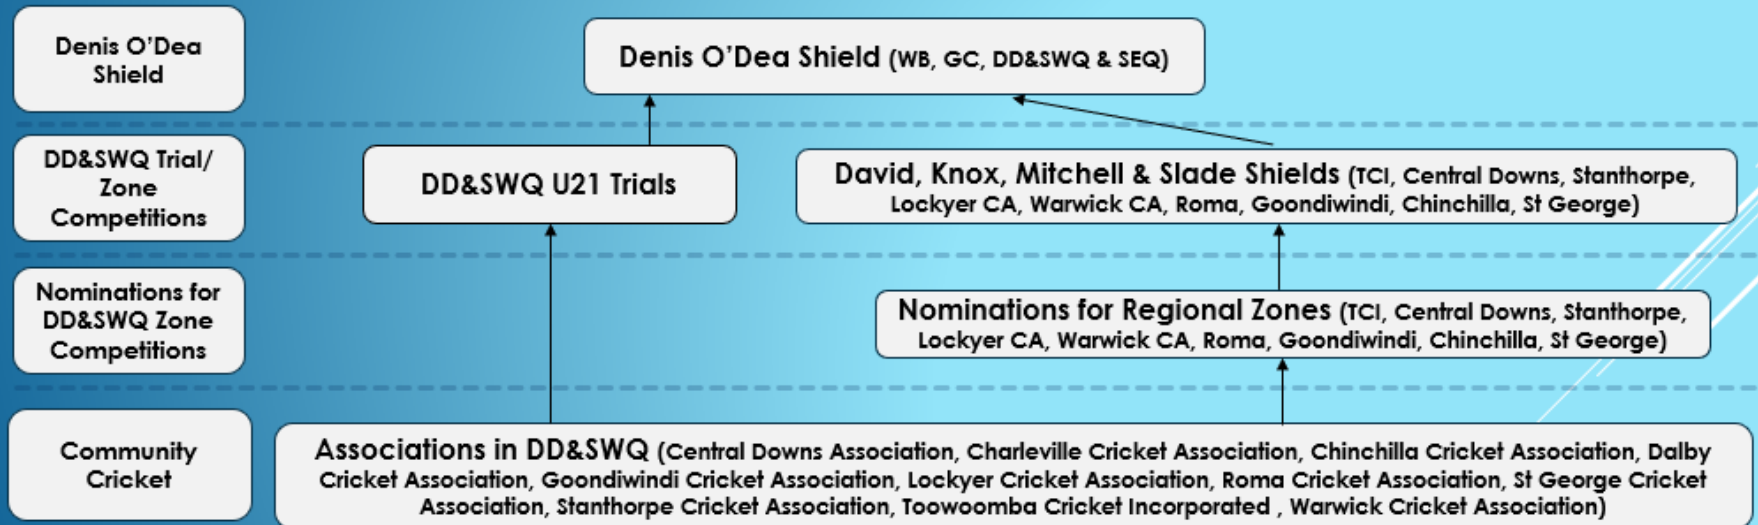 Denis O'Dea
Shield
Denis O'Dea Shield (WB, GC, DD&SWQ & SEQ)
DD&SWQ Trial/
Zone
Competitions
DD&SWQ U21 Trials
David, Knox, Mitchell & Slade Shields (TCI, Central Downs, Stanthorpe,
Lockyer CA, Warwick CA, Roma, Goondiwindi, Chinchilla, St George)
Nominations for
DD&SWQ Zone
Competitions
Nominations for Regional Zones (TCI, Central Downs, Stanthorpe,
Lockyer CA, Warwick CA, Roma, Goondiwindi, Chinchilla, St George)
Community
Cricket
Associations in DD&SWQ (Central Downs Association, Charleville Cricket Association, Chinchilla Cricket Association, Dalby
Cricket Association, Goondiwindi Cricket Association, Lockyer Cricket Association, Roma Cricket Association, St George Cricket
Association, Stanthorpe Cricket Association, Toowoomba Cricket Incorporated , Warwick Cricket Association)